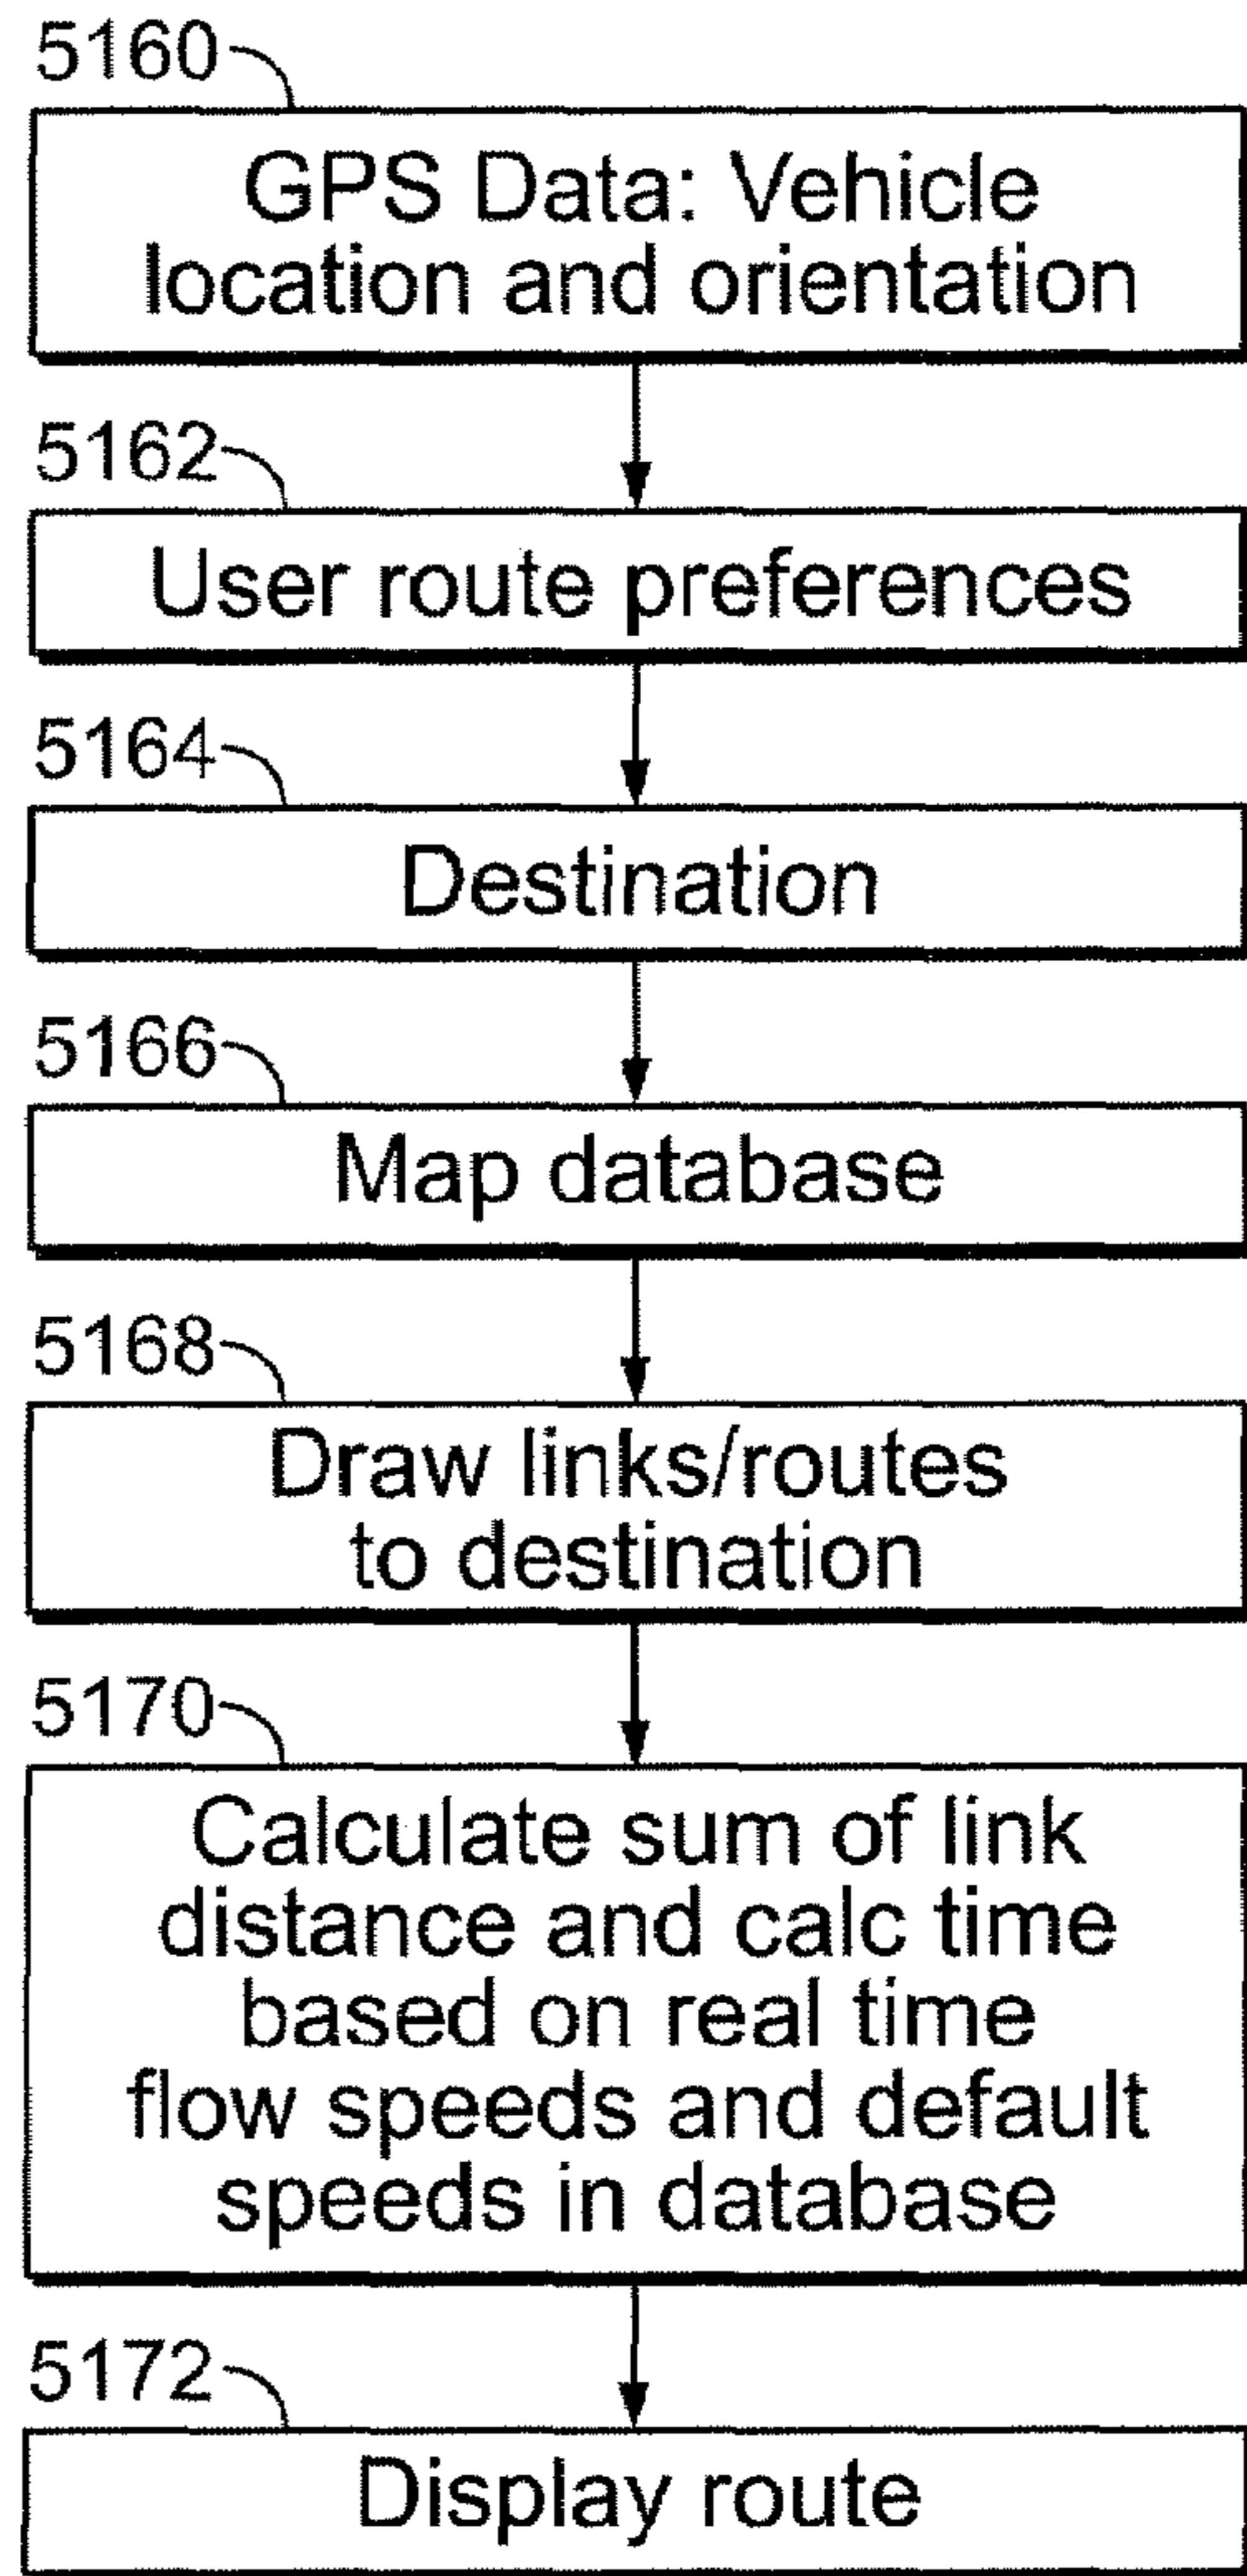 5160
GPS Data: Vehicle
location and orientation
5162
User route preferences
5164
Destination
5166
Map database
5168
Draw links/routes
to destination
5170
Calculate sum of link
distance and calc time
based on real time
flow speeds and default
speeds in database
5172
Display route